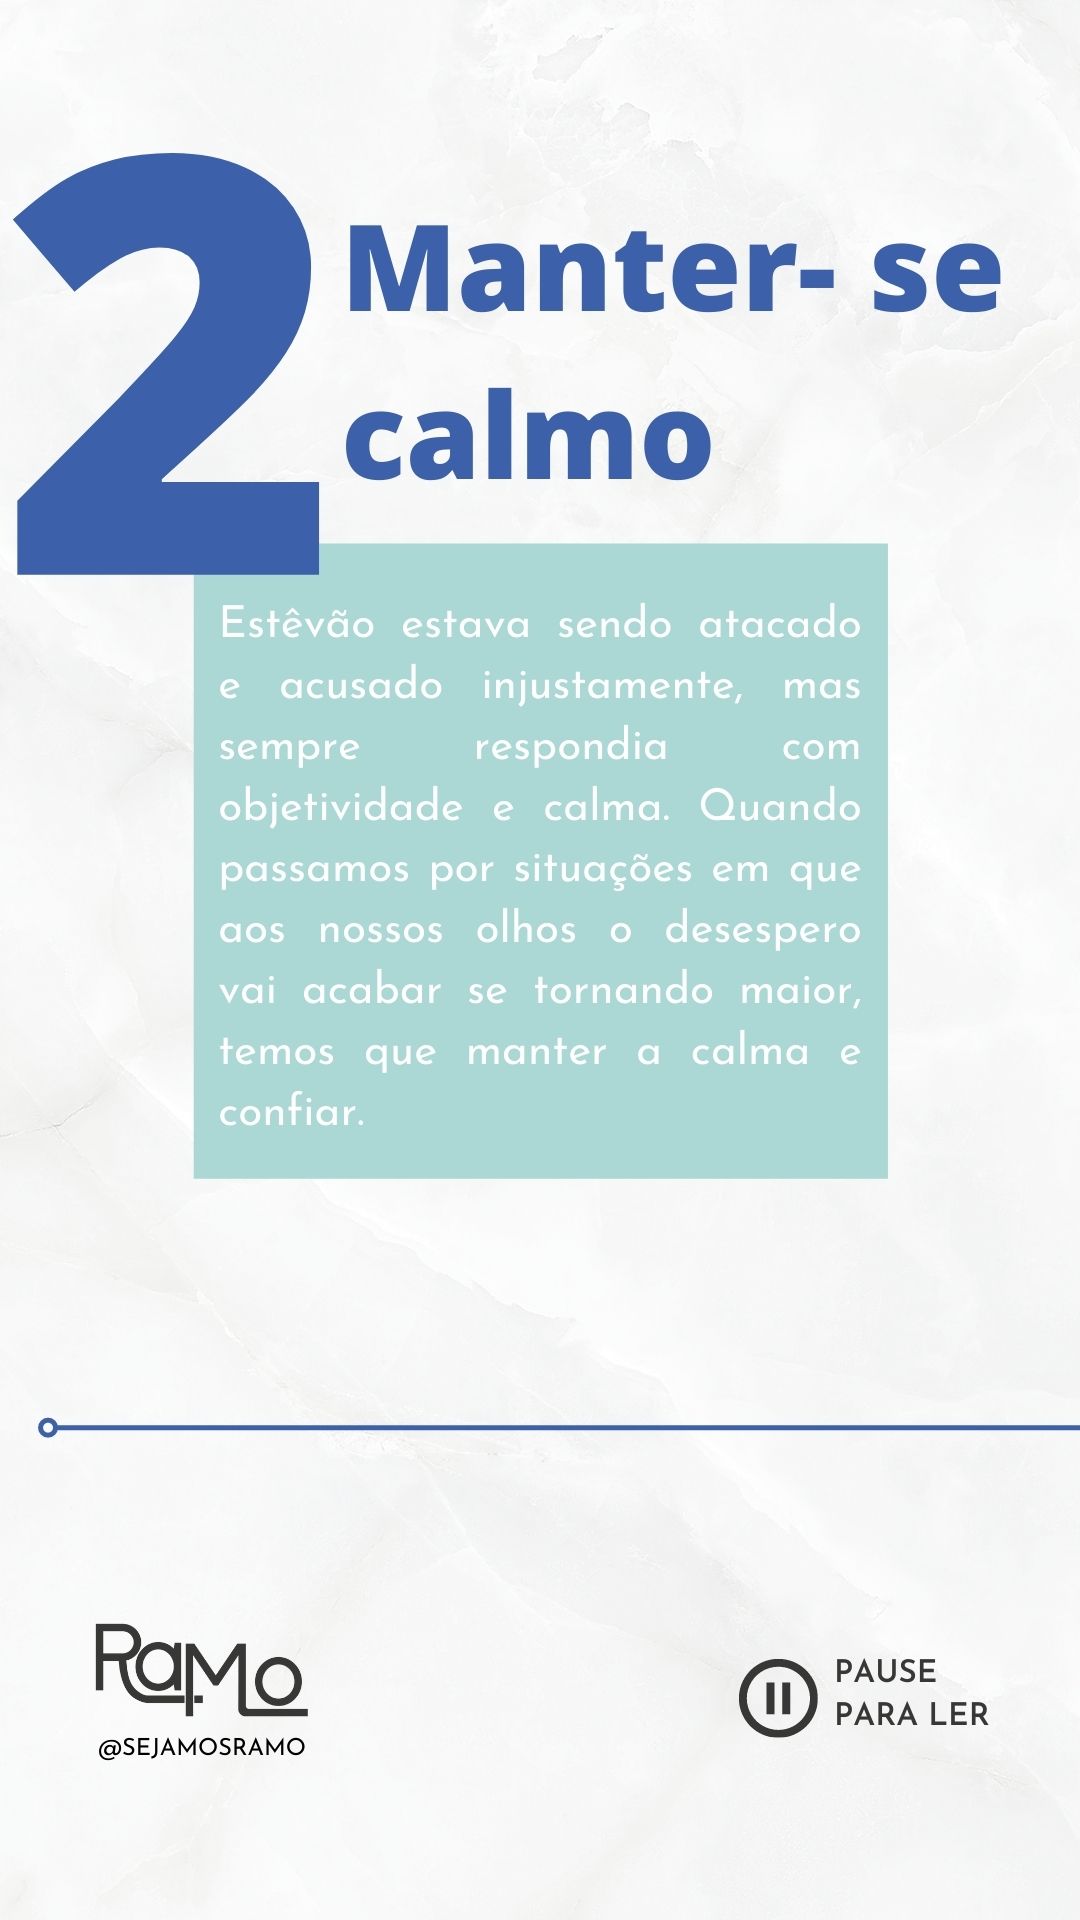 2
Manter- se
calmo
Estêvão estava sendo atacado
e acusado injustamente, mas
sempre respondia com
objetividade e calma. Quando
passamos por situações em que
aos nossos olhos o desespero
vai acabar se tornando maior,
temos que manter a calma e
confiar.
RaMo
@SEJAMOSRAMO
PAUSE
PARA LER